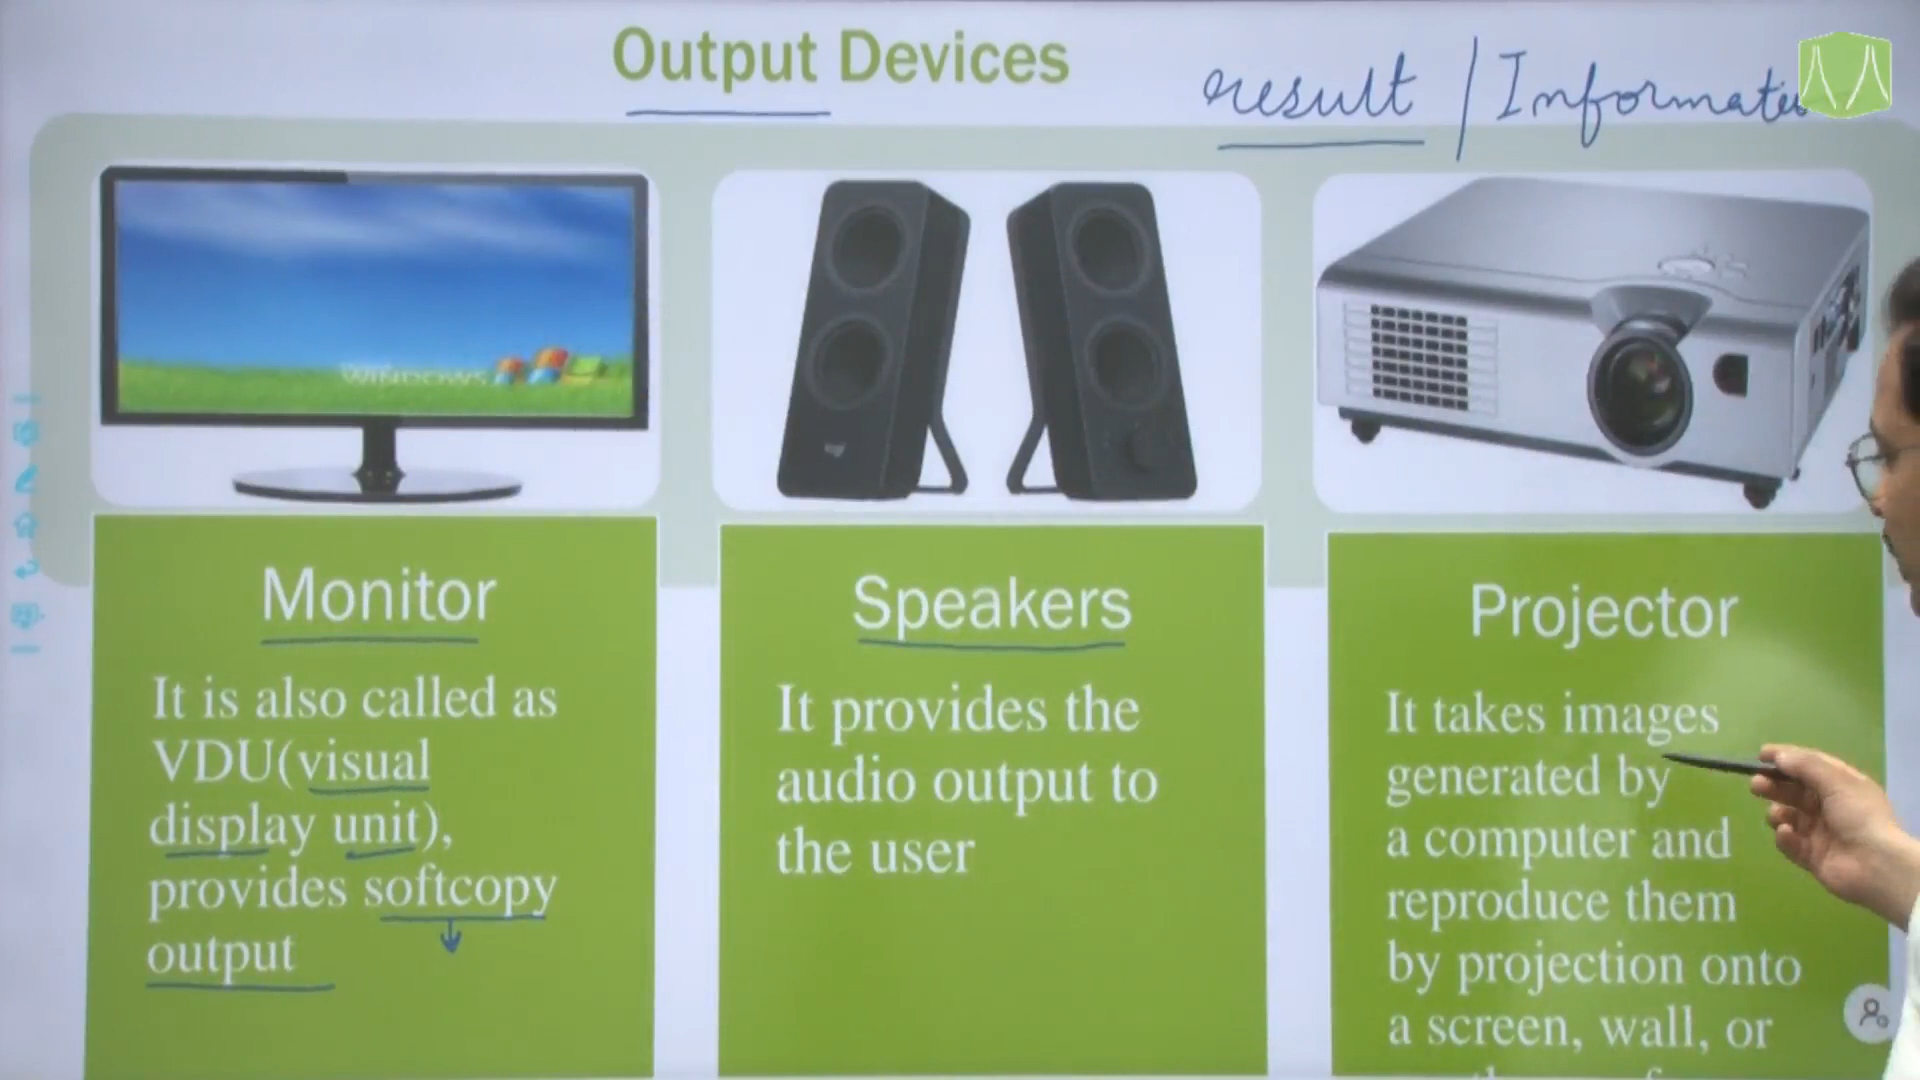 Output Devices
result / Informati
WINDOWS
Monitor
It is also called as
VDU(visual
display unit),
provides softcopy
output
Speakers
It provides the
audio output to
the user
Projector
It takes images
generated by
a computer and
reproduce them
by projection onto
a screen, wall, or